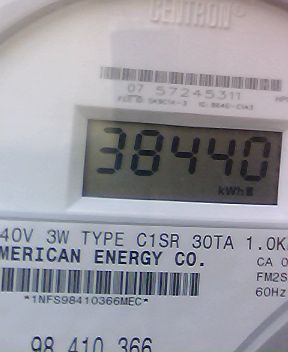 CENTRON®
07 57245311
38440
kWh
40V 3W TYPE C1SR 30TA 1.0K
MERICAN ENERGY CO.
CA 0
FM2S
60Hz
*1NFS98410366MEC*
98 410 366